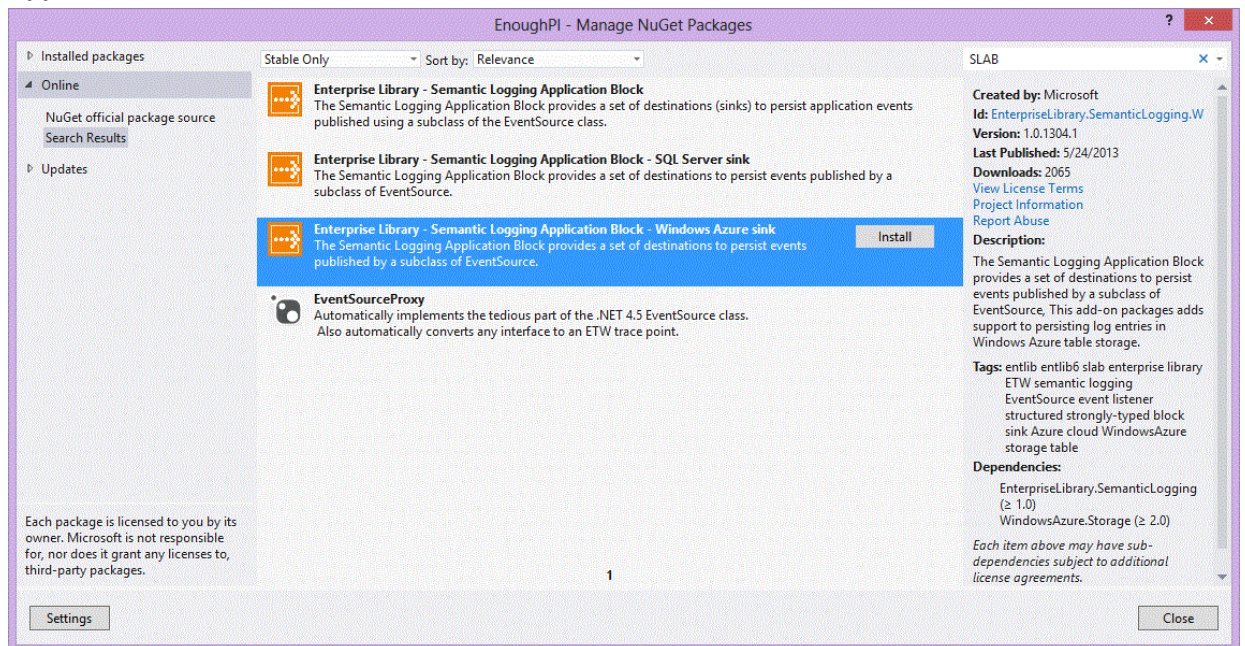 EnoughPI - Manage NuGet Packages
?
Installed packages
Online
NuGet official package source
Search Results
Updates
Each package is licensed to you by its
owner. Microsoft is not responsible
for, nor does it grant any licenses to,
third-party packages.
Stable Only
Sort by: Relevance
Enterprise Library - Semantic Logging Application Block
The Semantic Logging Application Block provides a set of destinations (sinks) to persist application events
published using a subclass of the EventSource class.
Enterprise Library - Semantic Logging Application Block - SQL Server sink
The Semantic Logging Application Block provides a set of destinations to persist events published by a
subclass of EventSource.
Enterprise Library - Semantic Logging Application Block - Windows Azure sink
The Semantic Logging Application Block provides a set of destinations to persist events
published by a subclass of EventSource.
Install
EventSourceProxy
Automatically implements the tedious part of the .NET 4.5 EventSource class.
Also automatically converts any interface to an ETW trace point.
1
SLAB
Created by: Microsoft
Id: EnterpriseLibrary.SemanticLogging.W
Version: 1.0.1304.1
Last Published: 5/24/2013
Downloads: 2065
View License Terms
Project Information
Report Abuse
Description:
The Semantic Logging Application Block
provides a set of destinations to persist
events published by a subclass of
EventSource, This add-on packages adds
support to persisting log entries in
Windows Azure table storage.
Tags: entlib entlib6 slab enterprise library
ETW semantic logging
EventSource event listener
structured strongly-typed block
sink Azure cloud WindowsAzure
storage table
Dependencies:
EnterpriseLibrary.SemanticLogging
(≥ 1.0)
WindowsAzure.Storage (≥ 2.0)
Each item above may have sub-
dependencies subject to additional
license agreements.
Settings
Close